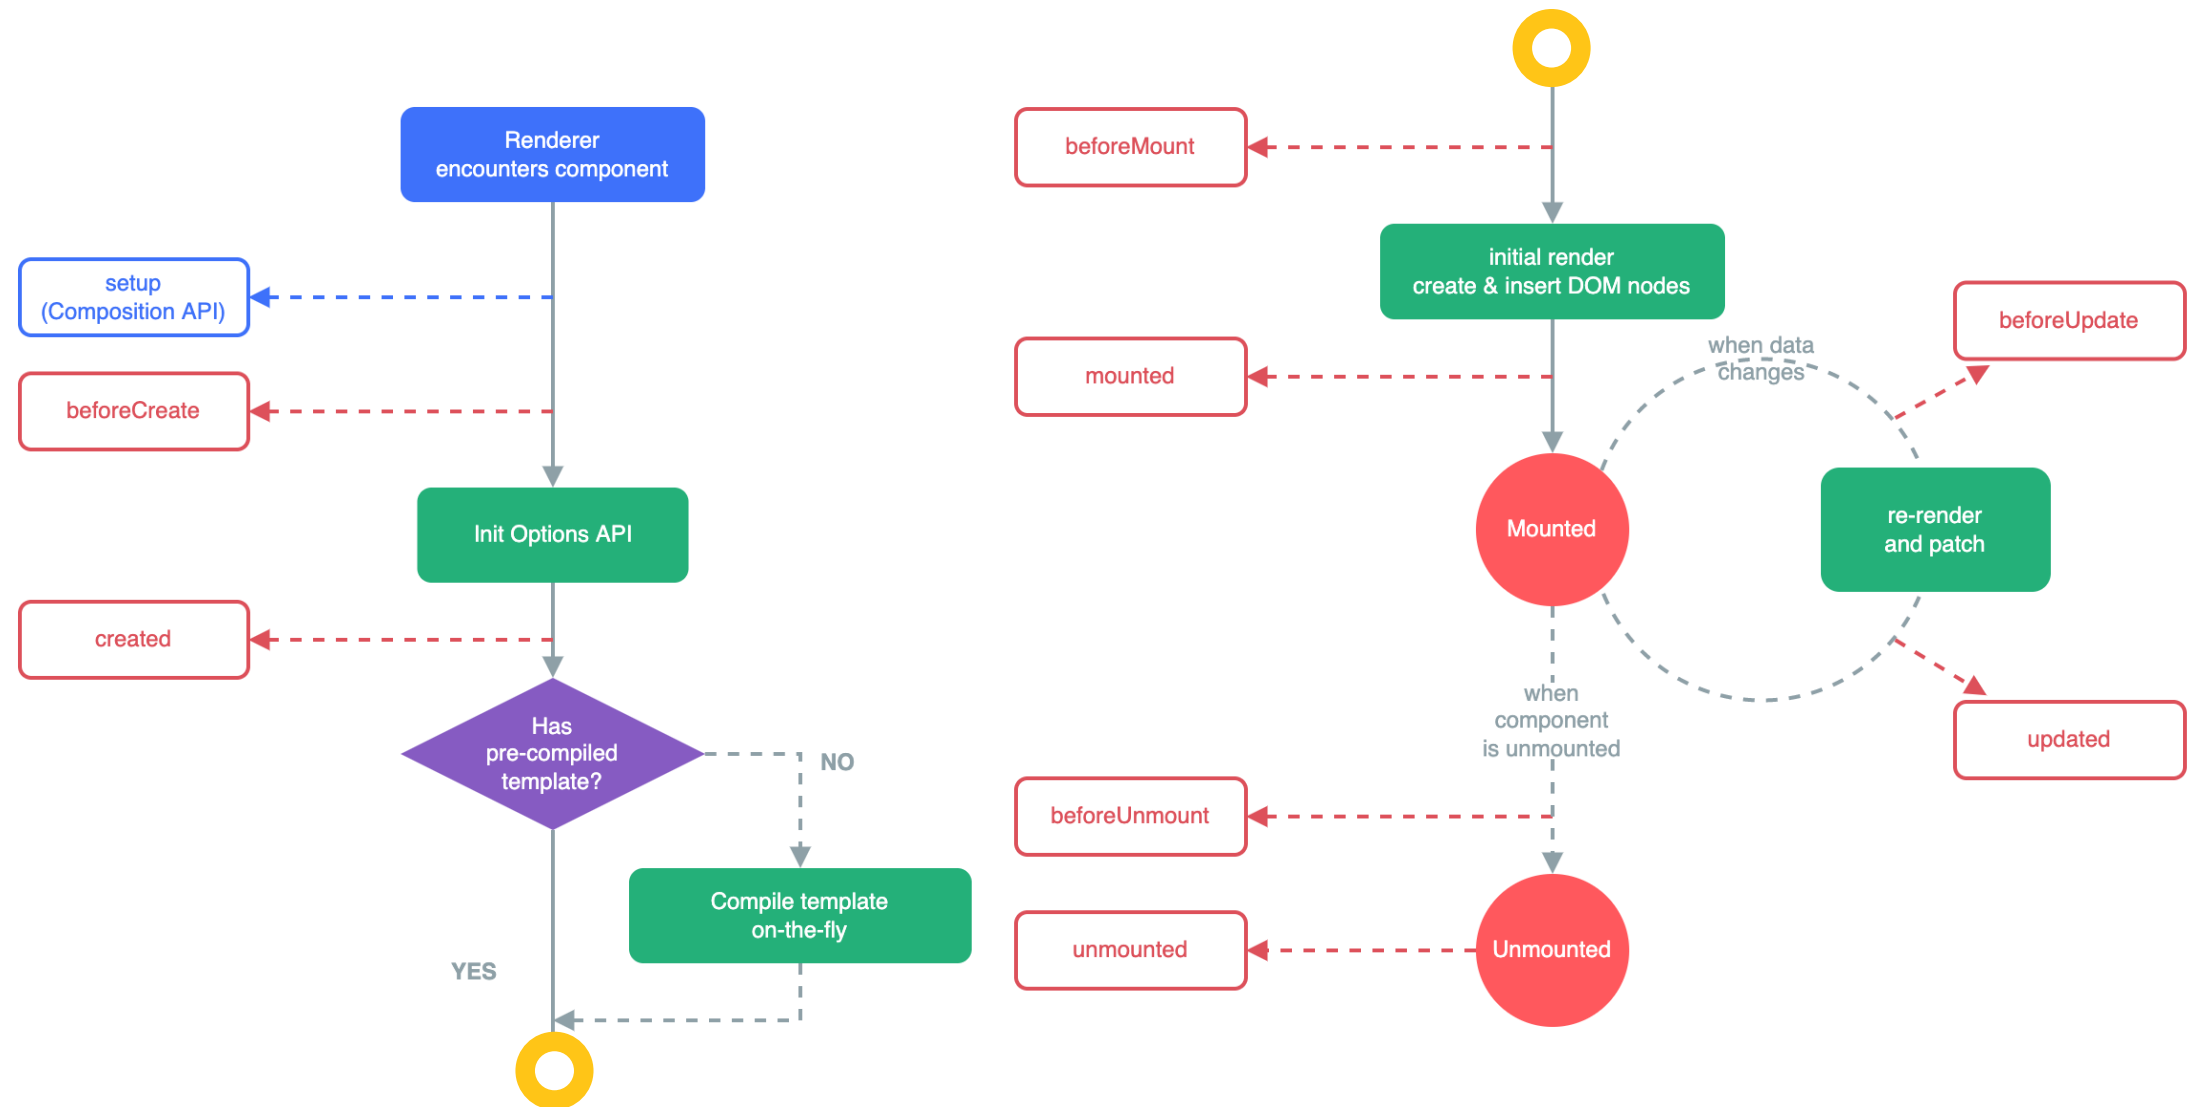 Renderer
encounters component
setup
(Composition API)
beforeCreate
Init Options API
created
Has
pre-compiled
template?
NO
Compile template
on-the-fly
YES
beforeMount
initial render
create & insert DOM nodes
mounted
when data
changes
beforeUpdate
Mounted
re-render
and patch
updated
when
component
is unmounted
beforeUnmount
Unmounted
unmounted